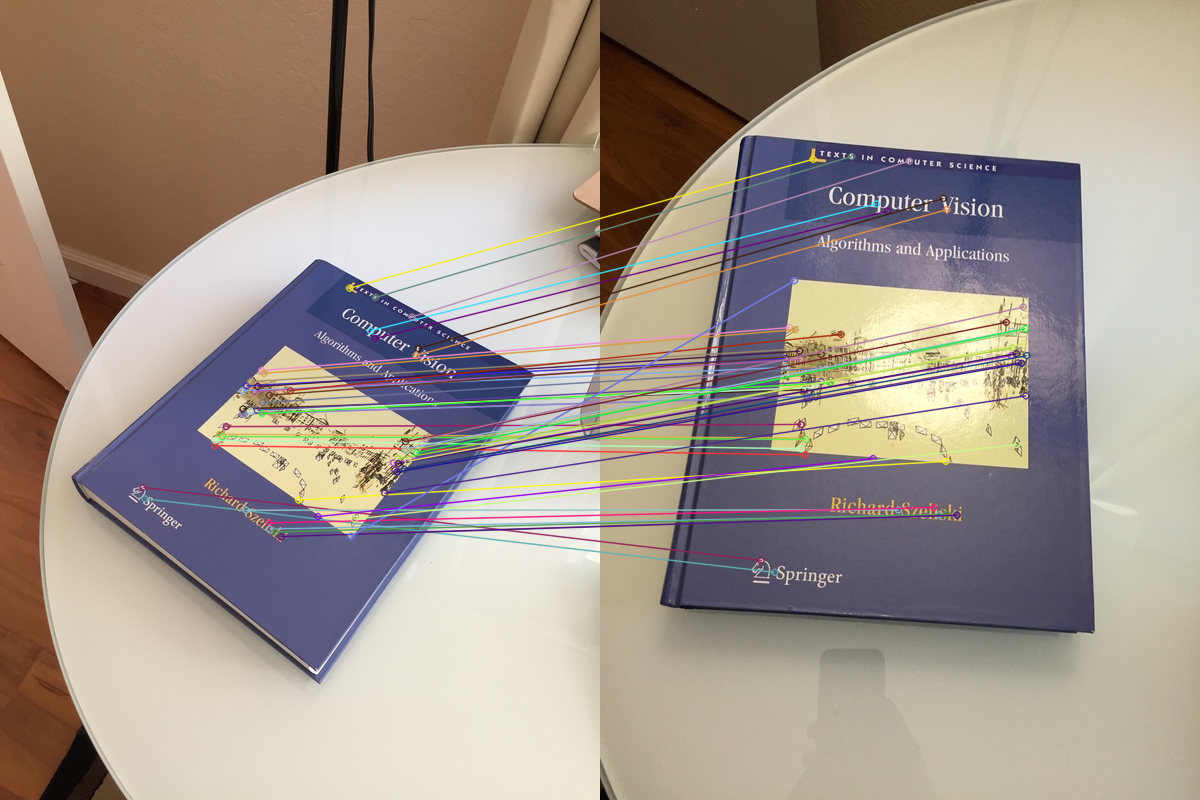 TEXTS IN COMPUTER SCIENCE
Computer Vision
Algorithms and Applications
Richard Szeliski
Springer
TEXTS IN COMPUTER SCIENCE
Computer Vision
Algorithms and Applications
Richard Szeliski
Springer